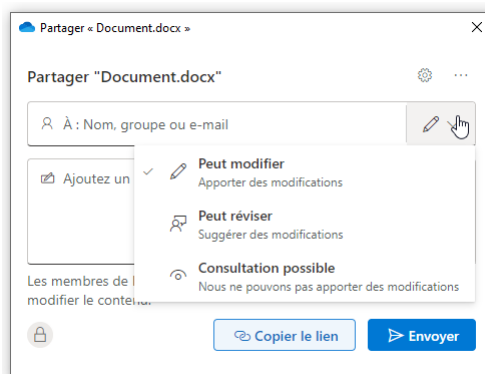 Partager « Document.docx »
Partager "Document.docx"
À : Nom, groupe ou e-mail
Ajoutez un
Peut modifier
Apporter des modifications
Peut réviser
Suggérer des modifications
Consultation possible
Nous ne pouvons pas apporter des modifications
Les membres de
modifier le contenu.
Copier le lien
Envoyer